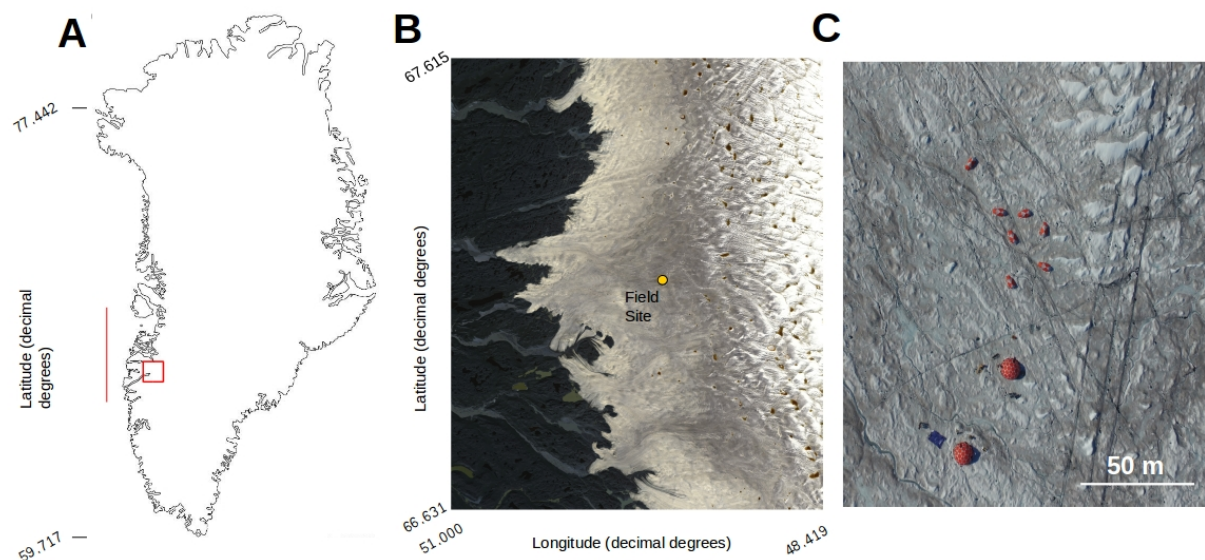 A
77.442
Latitude (decimal
degrees)
59.717
B
67.615
Latitude (decimal degrees)
Field
Site
66.631
51.000
Longitude (decimal degrees)
48.419
C
50 m